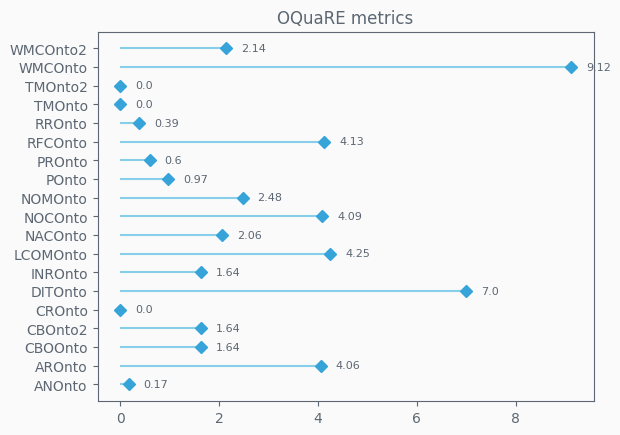 OQuaRE metrics
WMCOnto2 2.14
WMCOnto 9.12
TMOnto2 0.0
TMOnto 0.0
RROnto 0.39
RFCOnto 4.13
PROnto 0.6
POnto 0.97
NOMOnto 2.48
NOCOnto 4.09
NACOnto 2.06
LCOMOnto 4.25
INROnto 1.64
DITOnto 7.0
CROnto 0.0
CBOnto2 1.64
CBOOnto 1.64
AROnto 4.06
ANOnto 0.17
0 2 4 6 8